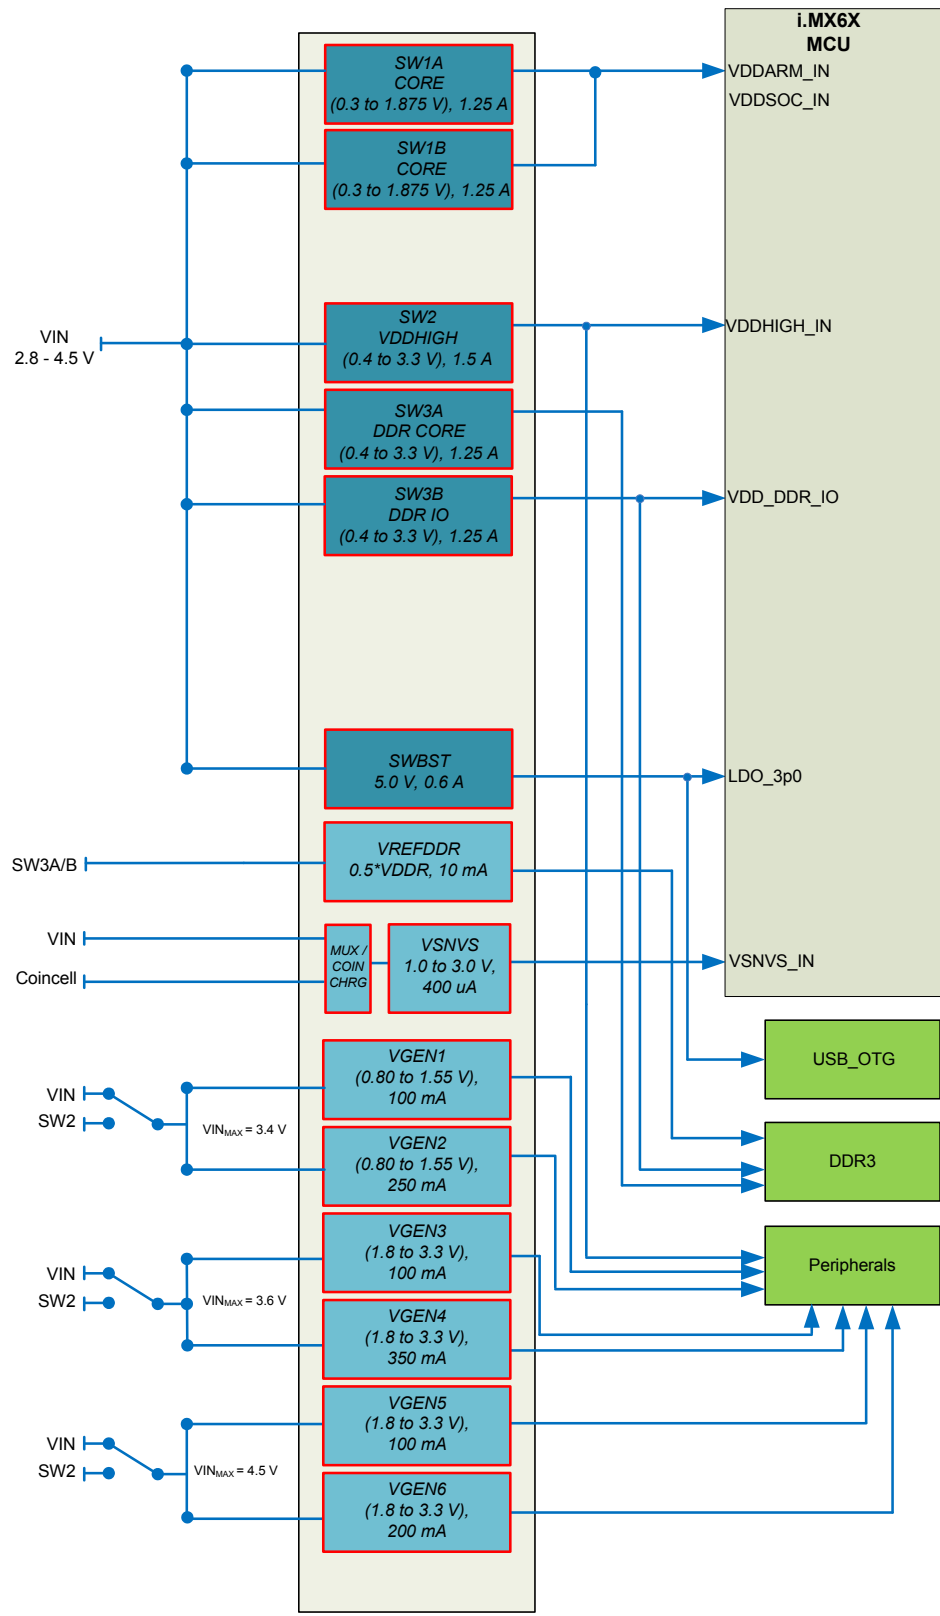 i.MX6X
MCU
SW1A
CORE
(0.3 to 1.875 V), 1.25 A
VDDARM_IN
VDDSOC_IN
SW1B
CORE
(0.3 to 1.875 V), 1.25 A
VIN
2.8 - 4.5 V
SW2
VDDHIGH
(0.4 to 3.3 V), 1.5 A
VDDHIGH_IN
SW3A
DDR CORE
(0.4 to 3.3 V), 1.25 A
SW3B
DDR IO
(0.4 to 3.3 V), 1.25 A
VDD_DDR_IO
SWBST
5.0 V, 0.6 A
LDO_3p0
SW3A/B
VREFDDR
0.5*VDDR, 10 mA
VIN
Coincell
MUX /
COIN
CHRG
VSNVS
1.0 to 3.0 V,
400 uA
VSNVS_IN
USB_OTG
VIN
SW2
VINMAX = 3.4 V
VGEN1
(0.80 to 1.55 V),
100 mA
VGEN2
(0.80 to 1.55 V),
250 mA
DDR3
VIN
SW2
VINMAX = 3.6 V
VGEN3
(1.8 to 3.3 V),
100 mA
VGEN4
(1.8 to 3.3 V),
350 mA
Peripherals
VIN
SW2
VINMAX = 4.5 V
VGEN5
(1.8 to 3.3 V),
100 mA
VGEN6
(1.8 to 3.3 V),
200 mA